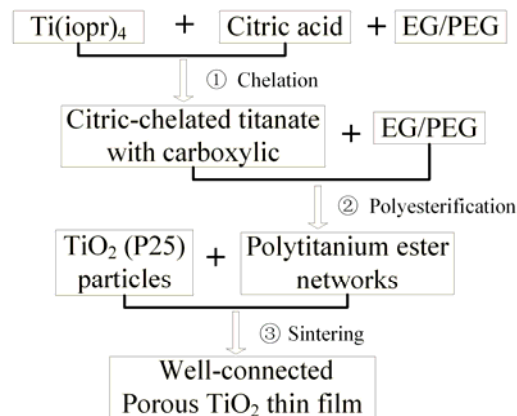 Ti(iopr)₄ + Citric acid + EG/PEG
① Chelation
Citric-chelated titanate
with carboxylic
+ EG/PEG
② Polyesterification
TiO₂ (P25)
particles
+
Polytitanium ester
networks
③ Sintering
Well-connected
Porous TiO₂ thin film